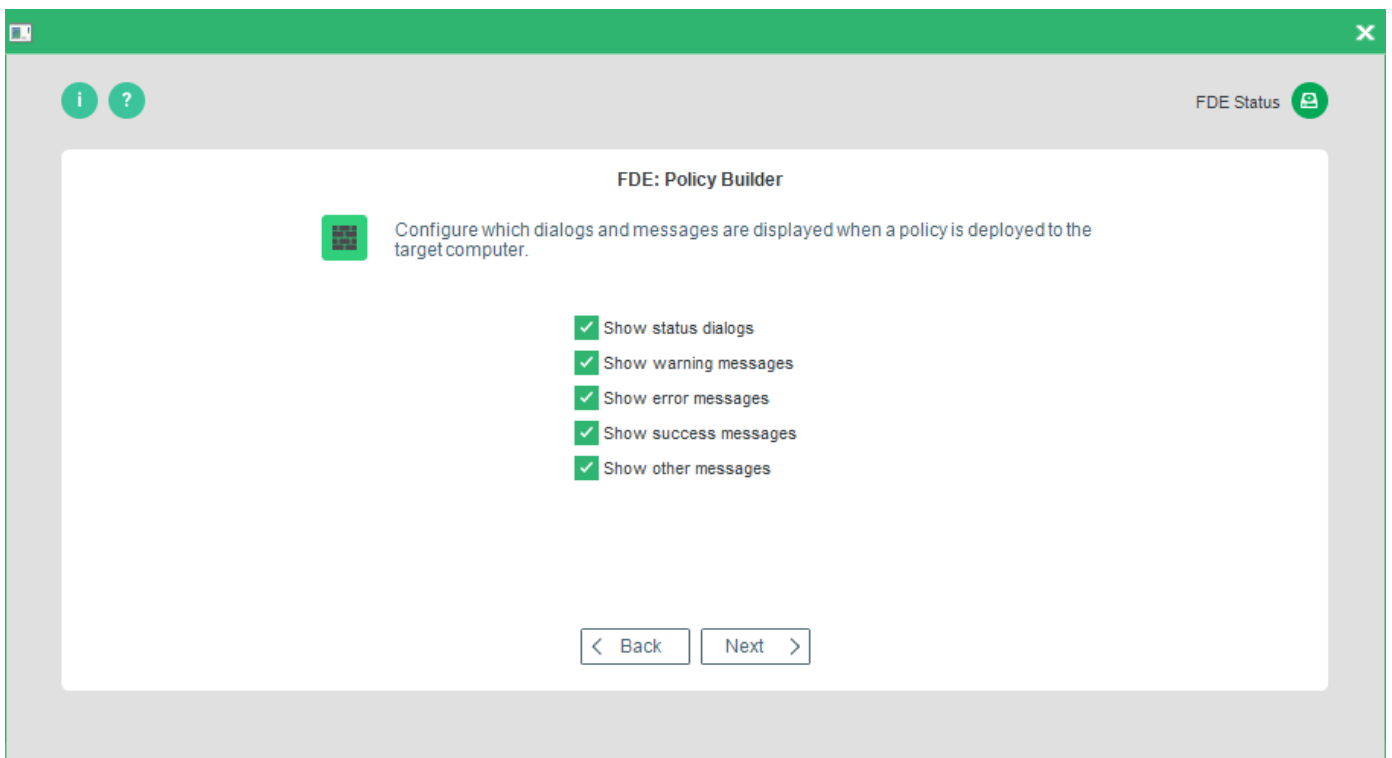 i ?
FDE Status
FDE: Policy Builder
Configure which dialogs and messages are displayed when a policy is deployed to the
target computer.
Show status dialogs
Show warning messages
Show error messages
Show success messages
Show other messages
Back
Next